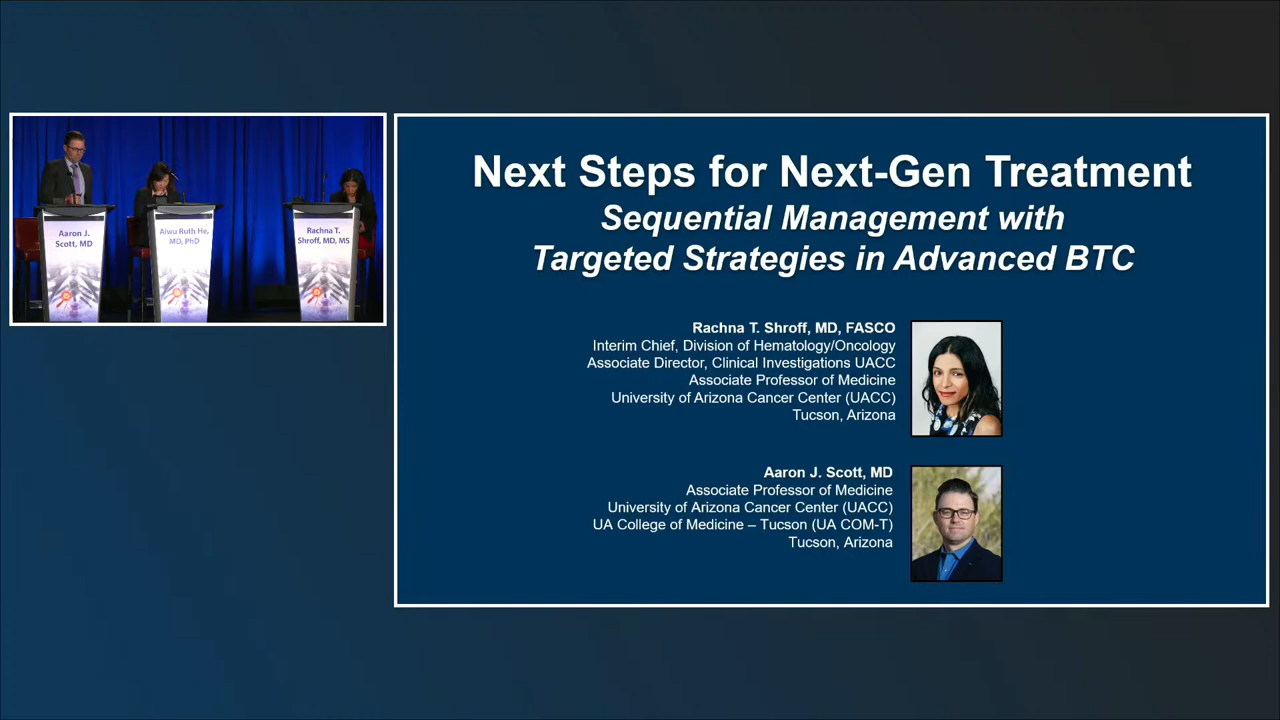 Aaron J.
Scott, MD
Aiwu Ruth He,
MD, PhD
Rachna T.
Shroff, MD, MS
Next Steps for Next-Gen Treatment
Sequential Management with
Targeted Strategies in Advanced BTC
Rachna T. Shroff, MD, FASCO
Interim Chief, Division of Hematology/Oncology
Associate Director, Clinical Investigations UACC
Associate Professor of Medicine
University of Arizona Cancer Center (UACC)
Tucson, Arizona
Aaron J. Scott, MD
Associate Professor of Medicine
University of Arizona Cancer Center (UACC)
UA College of Medicine – Tucson (UA COM-T)
Tucson, Arizona